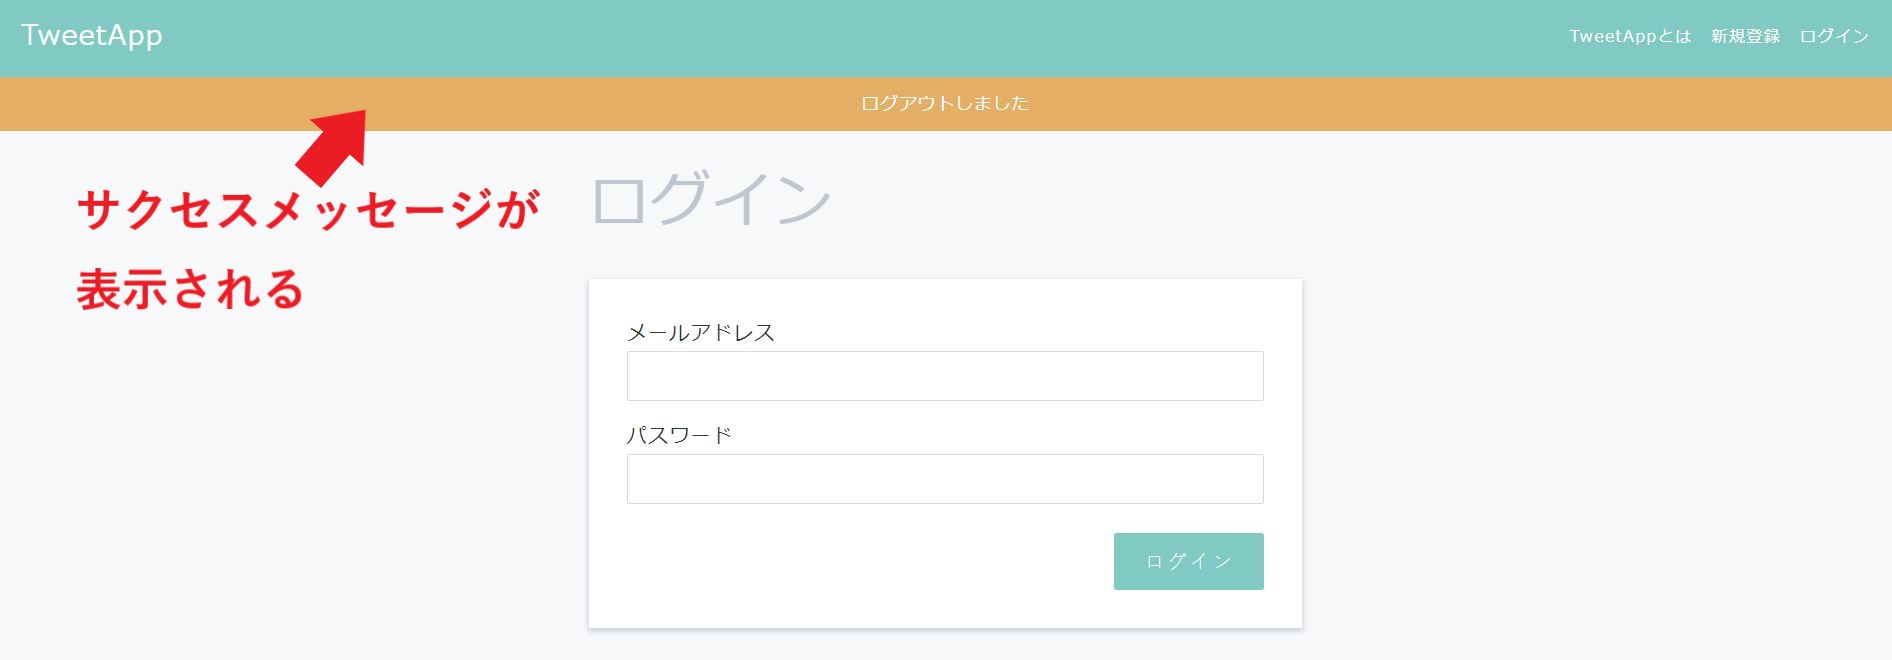 TweetApp
TweetAppとは 新規登録 ログイン
ログアウトしました
サクセスメッセージが
表示される
ログイン
メールアドレス
パスワード
ログイン